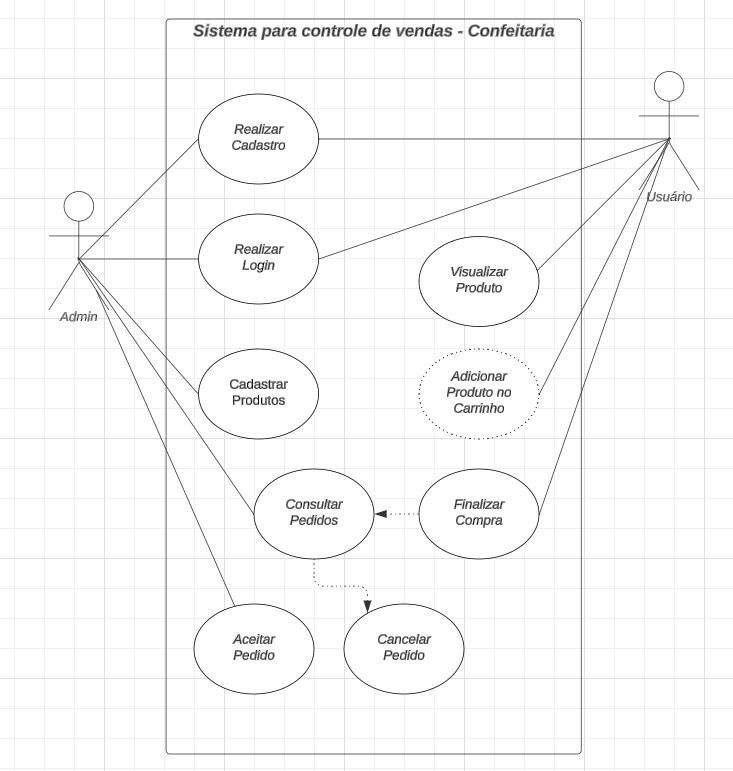 Sistema para controle de vendas - Confeitaria
Realizar
Cadastro
Usuário
Realizar
Login
Visualizar
Produto
Admin
Cadastrar
Produtos
Adicionar
Produto no
Carrinho
Consultar
Pedidos
Finalizar
Compra
Aceitar
Pedido
Cancelar
Pedido